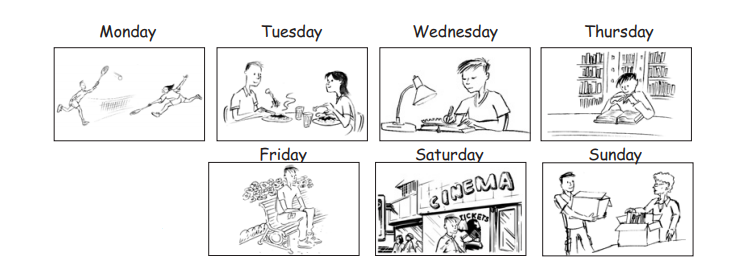 Monday Tuesday Wednesday Thursday
Friday Saturday Sunday
CINEMA
TICKETS